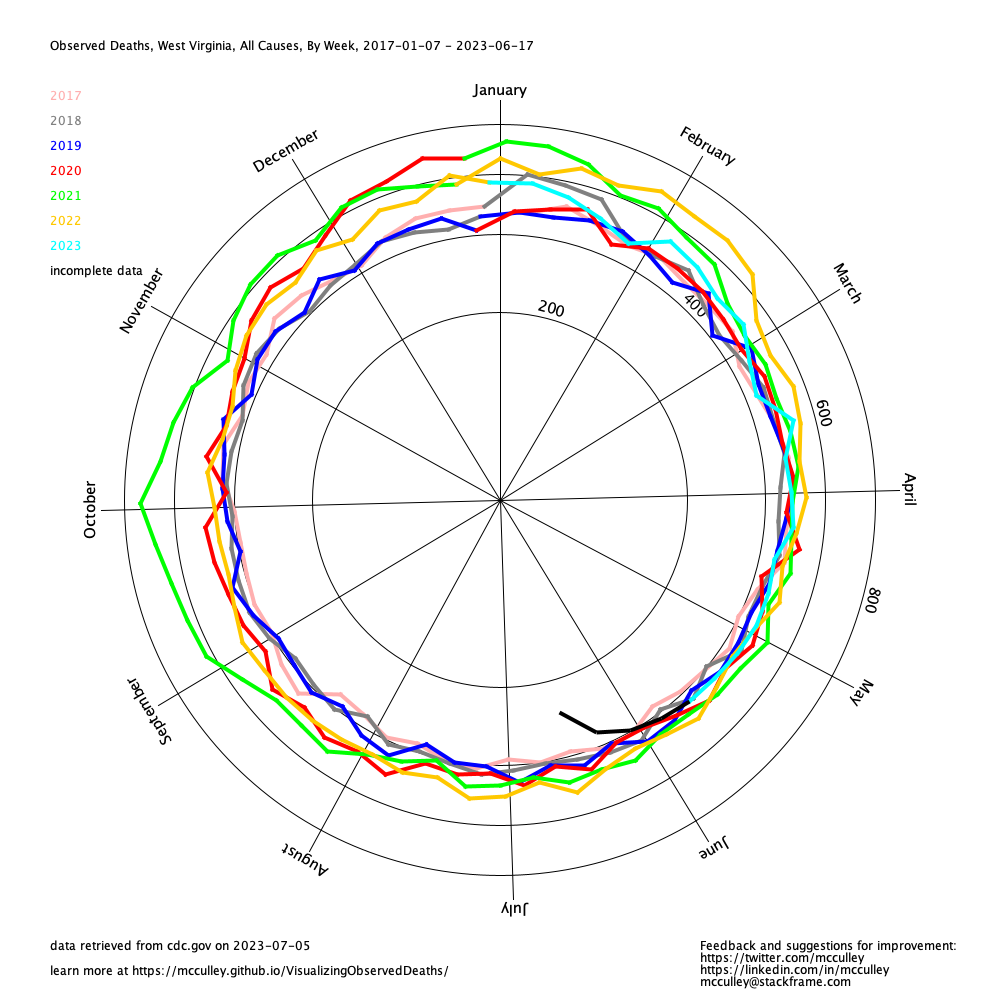 Observed Deaths, West Virginia, All Causes, By Week, 2017-01-07 - 2023-06-17
January
2017
2018
2019
2020
2021
2022
2023
incomplete data
December
February
November
March
200
400
600
October
April
800
September
May
August
June
July
data retrieved from cdc.gov on 2023-07-05
learn more at https://mcculley.github.io/VisualizingObservedDeaths/
Feedback and suggestions for improvement:
https://twitter.com/mcculley
https://linkedin.com/in/mcculley
mcculley@stackframe.com